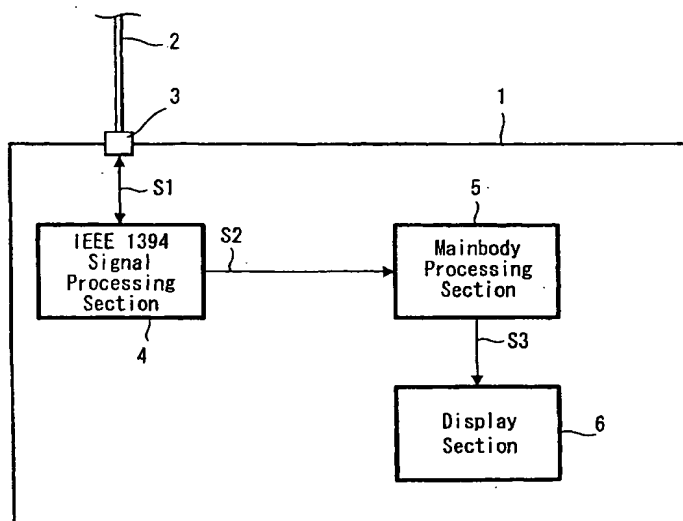 2
3
1
S1
IEEE 1394
Signal
Processing
Section
4
S2
5
Mainbody
Processing
Section
S3
Display
Section
6